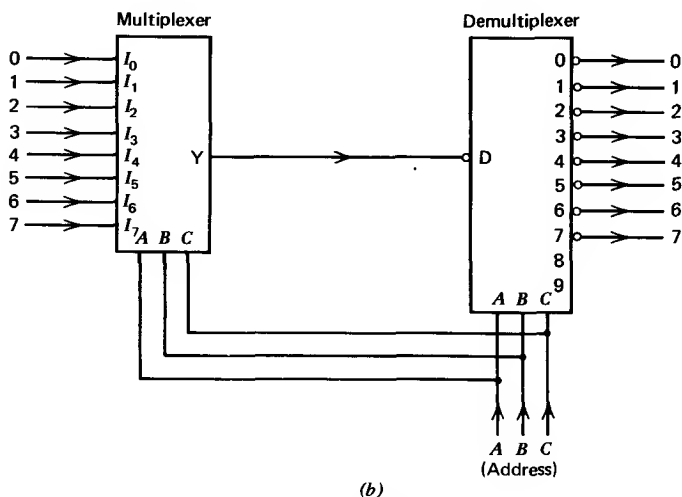 Multiplexer Demultiplexer
0 I0 0 0
1 I1 1 1
2 I2 2 2
3 I3 3 3
4 I4 Y D 4 4
5 I5 5 5
6 I6 6 6
7 I7 7 7
8
9
A B C A B C
A B C
(Address)
(b)